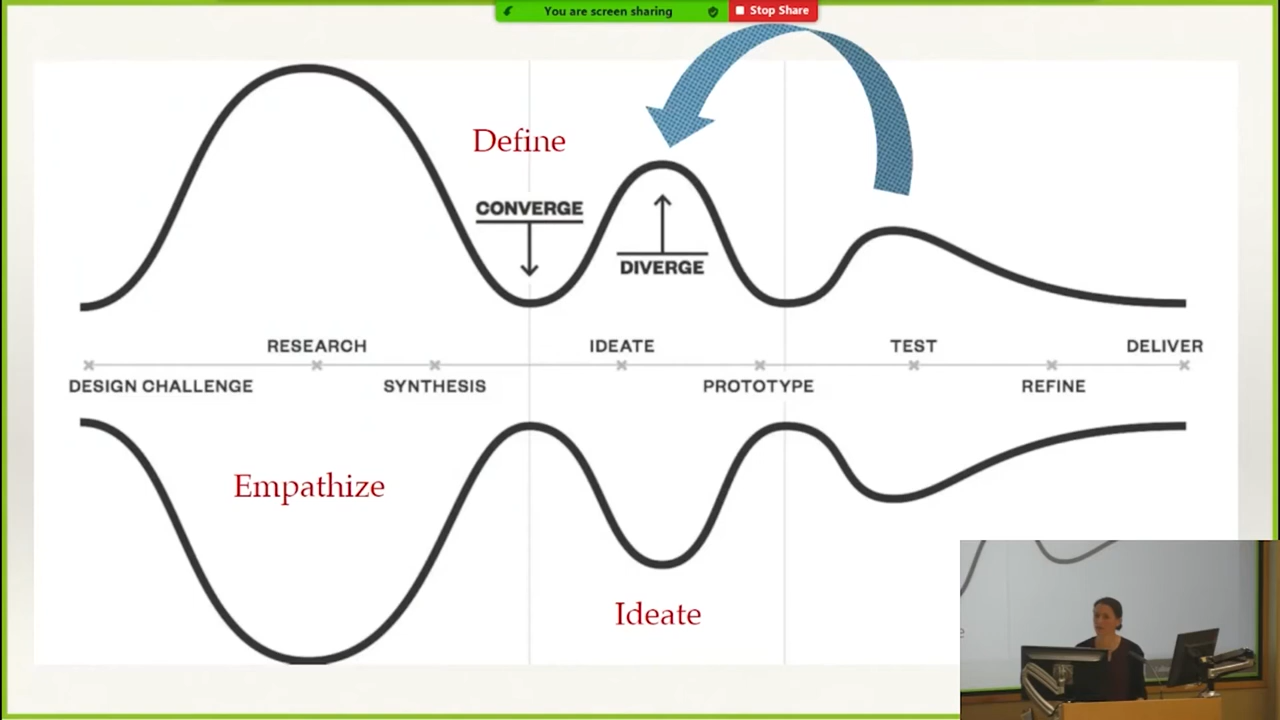 You are screen sharing
Stop Share
Define
CONVERGE
DIVERGE
RESEARCH
IDEATE
TEST
DELIVER
DESIGN CHALLENGE
SYNTHESIS
PROTOTYPE
REFINE
Empathize
Ideate